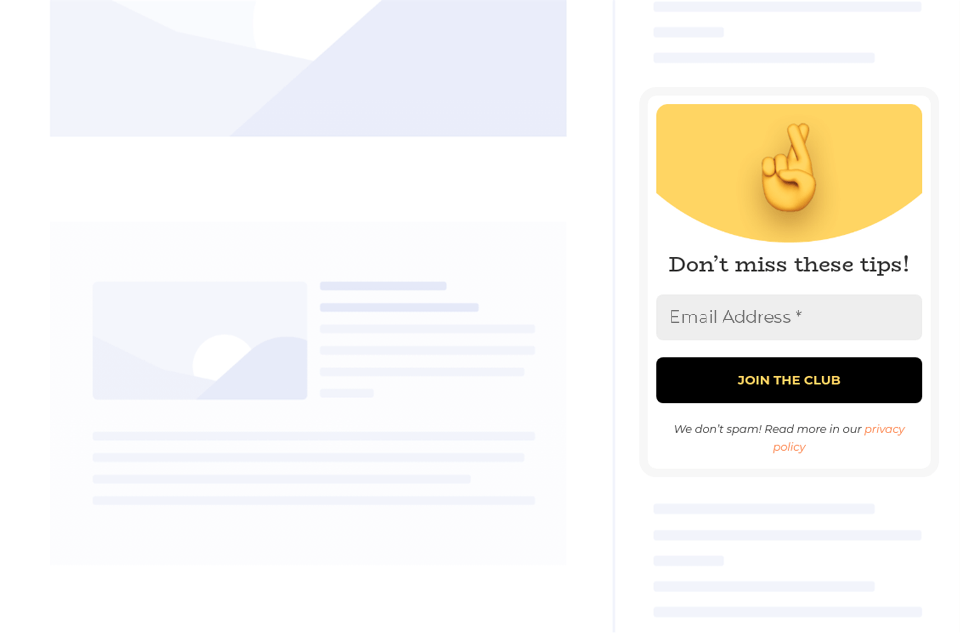 Don’t miss these tips!
Email Address *
JOIN THE CLUB
We don’t spam! Read more in our privacy
policy